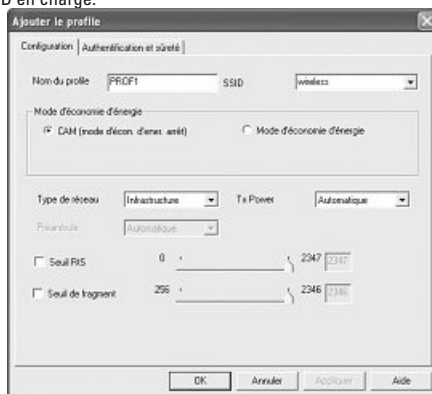 D en charge.
Ajouter le profile
Configuration Authentification et sûreté
Nom du profile PROF1 SSID wireless
Mode d'économie d'énergie
CAM (mode d'écon. d'ener. arrêt) Mode d'économie d'énergie
Type de réseau Infrastructure Tx Power Automatique
Préambule Automatique
Seuil RtS 0 2347 2347
Seuil de fragment 256 2346 2346
OK Annuler Appliquer Aide